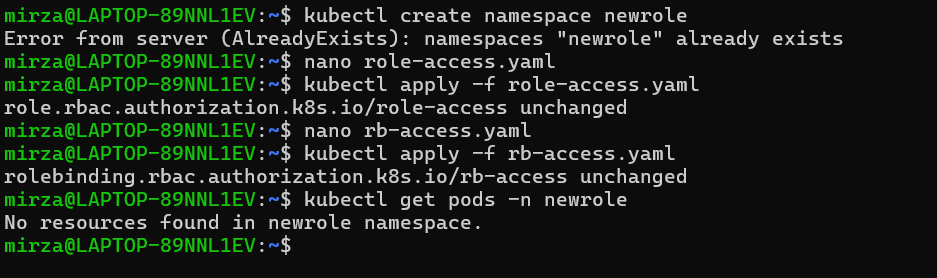 mirza@LAPTOP-89NNL1EV:~$ kubectl create namespace newrole
Error from server (AlreadyExists): namespaces "newrole" already exists
mirza@LAPTOP-89NNL1EV:~$ nano role-access.yaml
mirza@LAPTOP-89NNL1EV:~$ kubectl apply -f role-access.yaml
role.rbac.authorization.k8s.io/role-access unchanged
mirza@LAPTOP-89NNL1EV:~$ nano rb-access.yaml
mirza@LAPTOP-89NNL1EV:~$ kubectl apply -f rb-access.yaml
rolebinding.rbac.authorization.k8s.io/rb-access unchanged
mirza@LAPTOP-89NNL1EV:~$ kubectl get pods -n newrole
No resources found in newrole namespace.
mirza@LAPTOP-89NNL1EV:~$